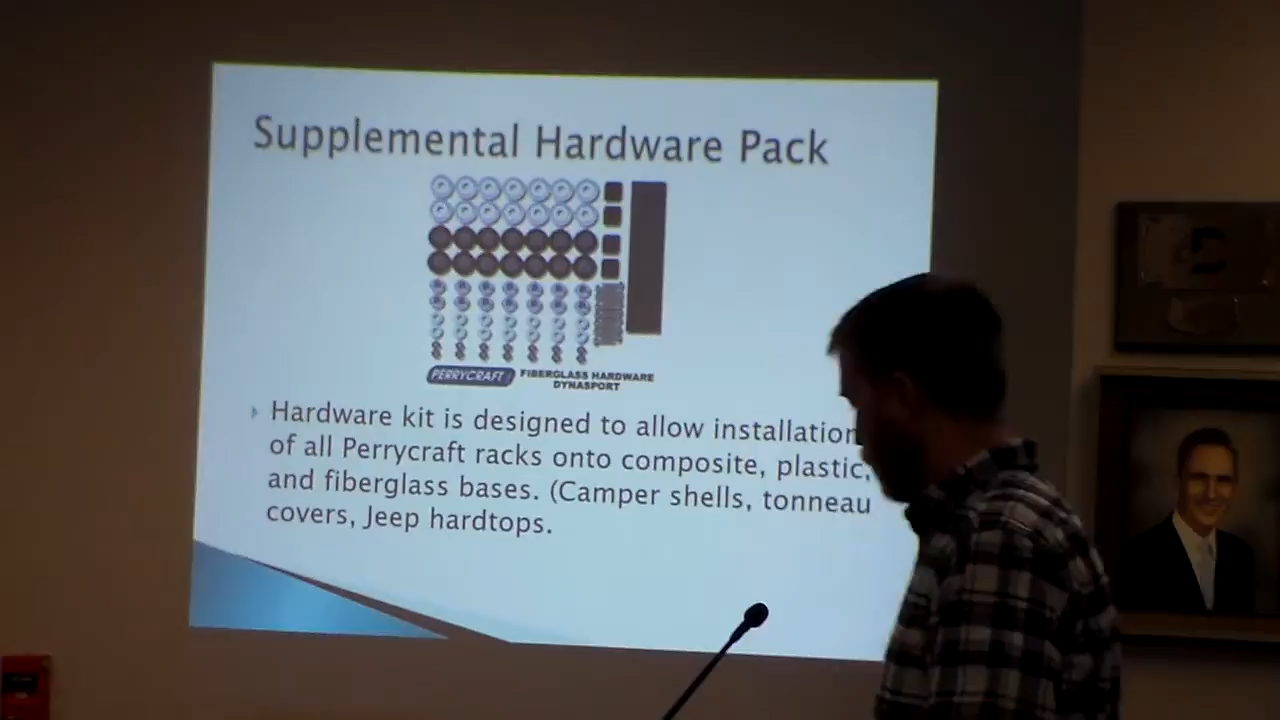 Supplemental Hardware Pack
PERRYCRAFT
FIBERGLASS HARDWARE
DYNASPORT
Hardware kit is designed to allow installation
of all Perrycraft racks onto composite, plastic,
and fiberglass bases. (Camper shells, tonneau
covers, Jeep hardtops.